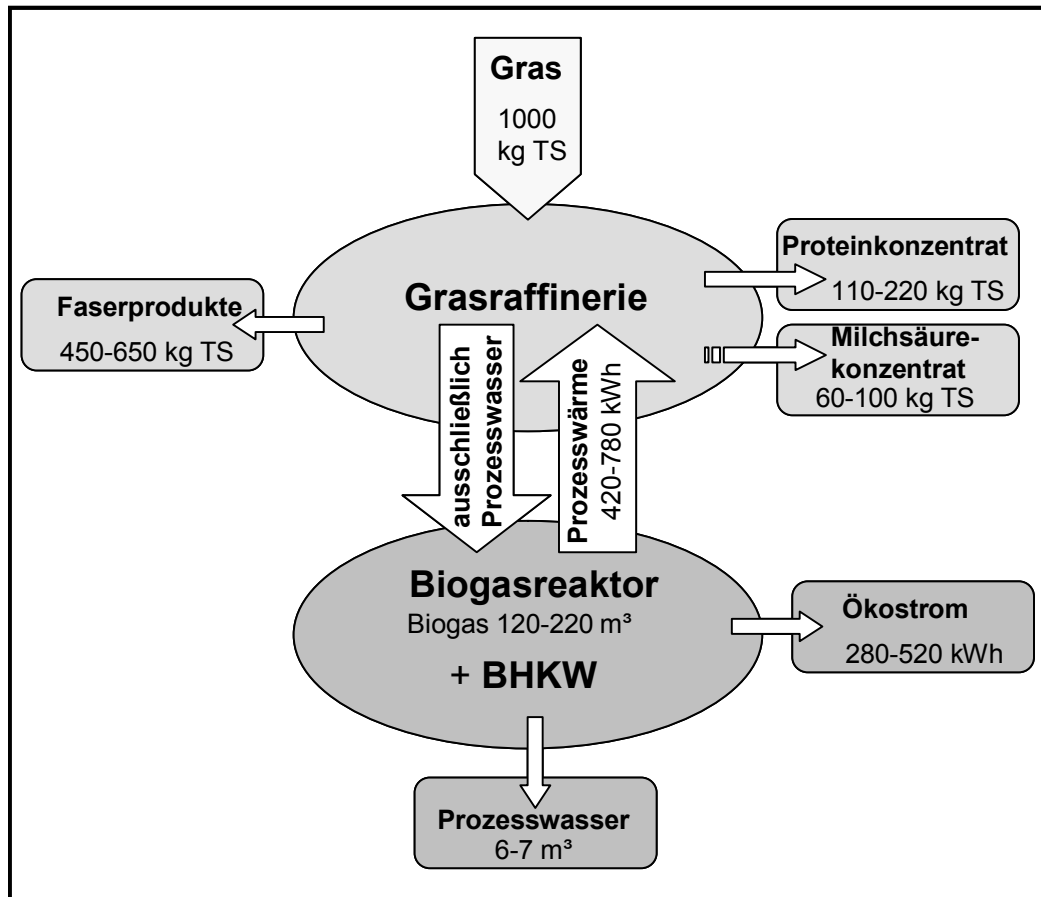 Gras
1000
kg TS
Grasraffinerie
Proteinkonzentrat
110-220 kg TS
Milchsäure-
konzentrat
60-100 kg TS
Faserprodukte
450-650 kg TS
ausschließlich
Prozesswasser
Prozesswärme
420-780 kWh
Biogasreaktor
Biogas 120-220 m³
+ BHKW
Ökostrom
280-520 kWh
Prozesswasser
6-7 m³